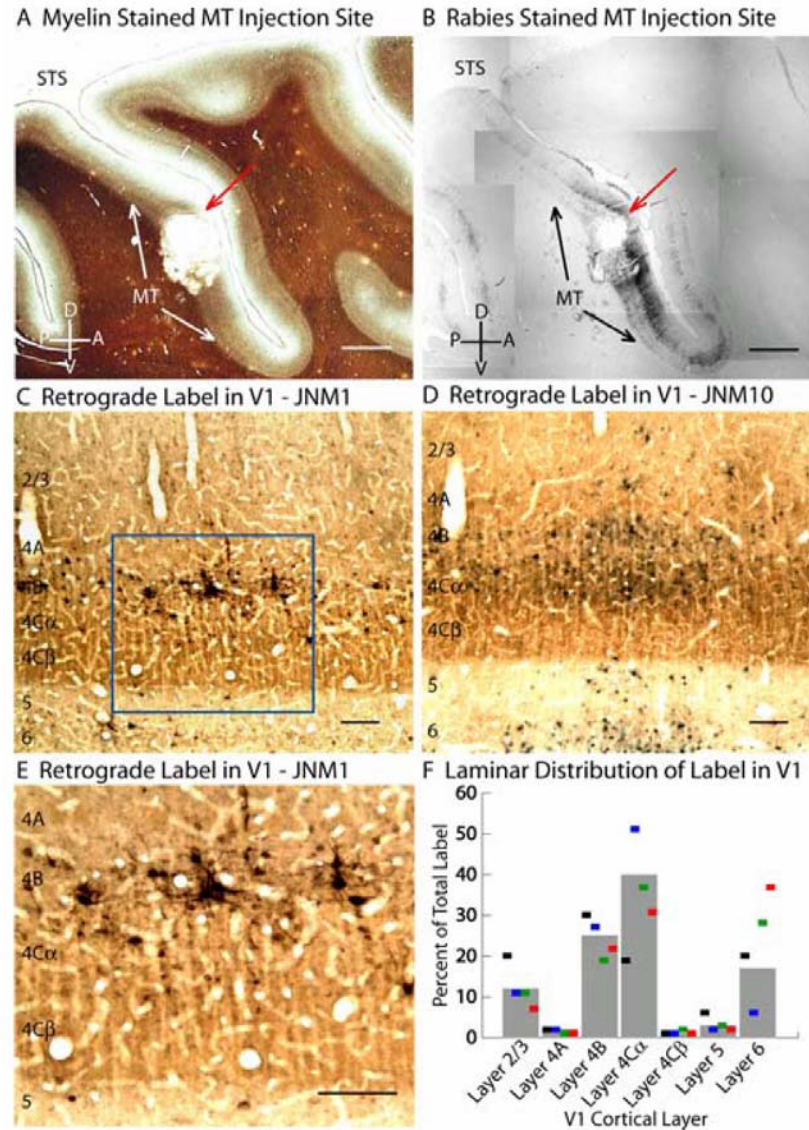 A Myelin Stained MT Injection Site
STS
MT
D
P
A
V
B Rabies Stained MT Injection Site
STS
MT
D
P
A
V
C Retrograde Label in V1 - JNM1
2/3
4A
4B
4Cα
4Cβ
5
6
D Retrograde Label in V1 - JNM10
2/3
4A
4B
4Cα
4Cβ
5
6
E Retrograde Label in V1 - JNM1
4A
4B
4Cα
4Cβ
5
F Laminar Distribution of Label in V1
Percent of Total Label
60
50
40
30
20
10
0
Layer 2/3
Layer 4A
Layer 4B
Layer 4Cα
Layer 4Cβ
Layer 5
Layer 6
V1 Cortical Layer